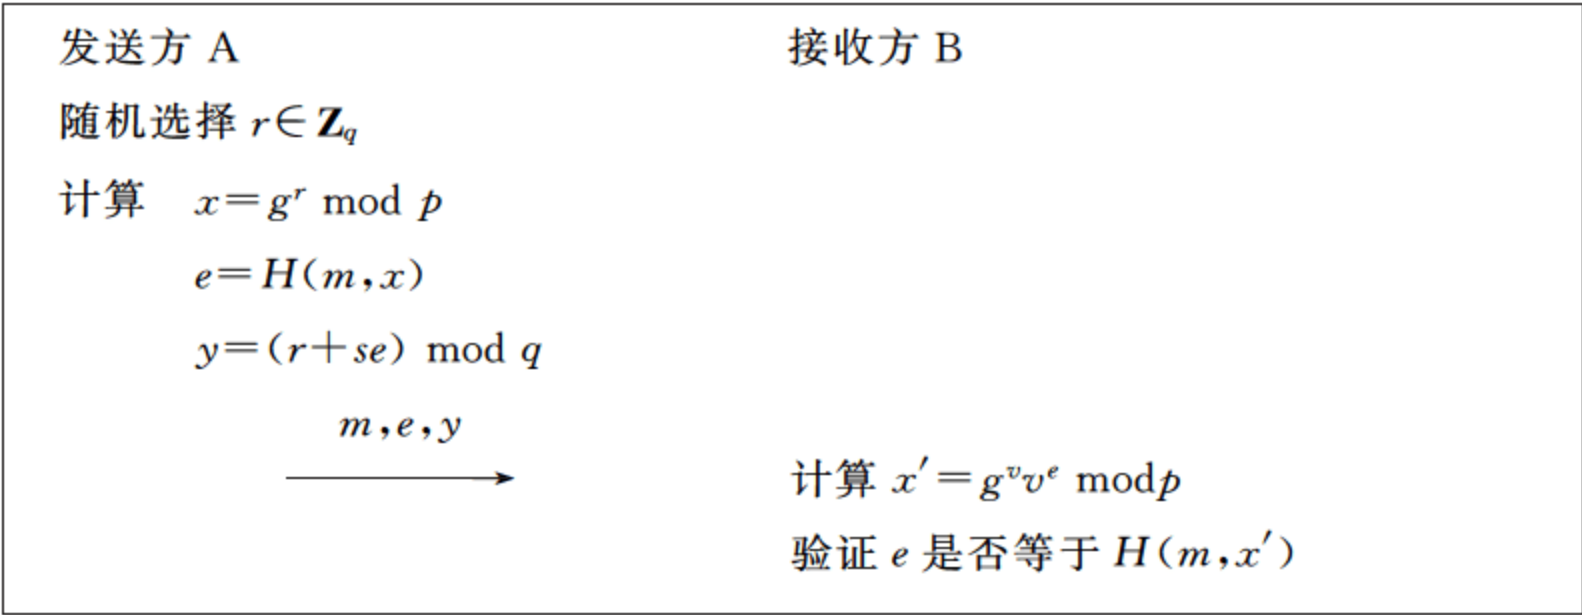 发送方 A
接收方 B
随机选择 r∈Z_q
计算 x=g^r mod p
e=H(m,x)
y=(r+se) mod q
m,e,y
计算 x′=g^v v^e modp
验证 e 是否等于 H(m,x′)